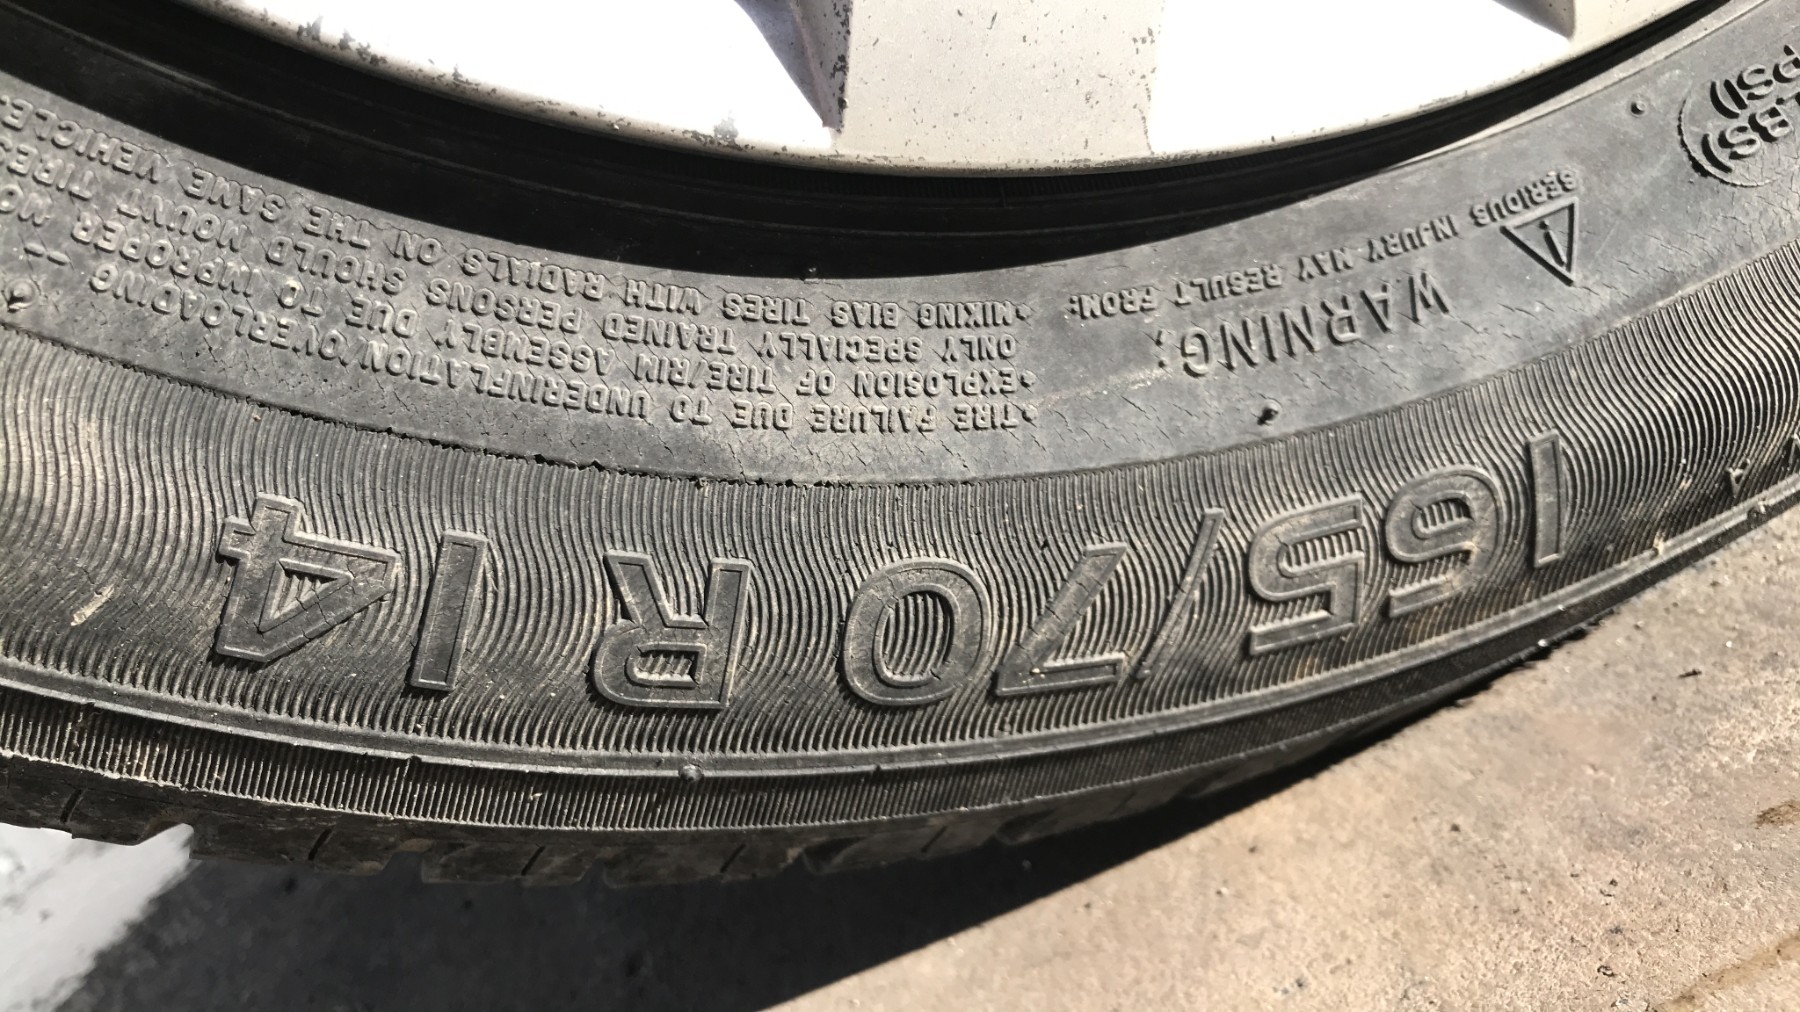 165/70 R 14
WARNING:
SERIOUS INJURY MAY RESULT FROM:
•TIRE FAILURE DUE TO UNDERINFLATION/OVERLOADING --
•EXPLOSION OF TIRE/RIM ASSEMBLY DUE TO IMPROPER
ONLY SPECIALLY TRAINED PERSONS SHOULD MOUNT TIRES
•MIXING BIAS TIRES WITH RADIALS ON THE SAME VEHICLE.
LBS)
PSI)